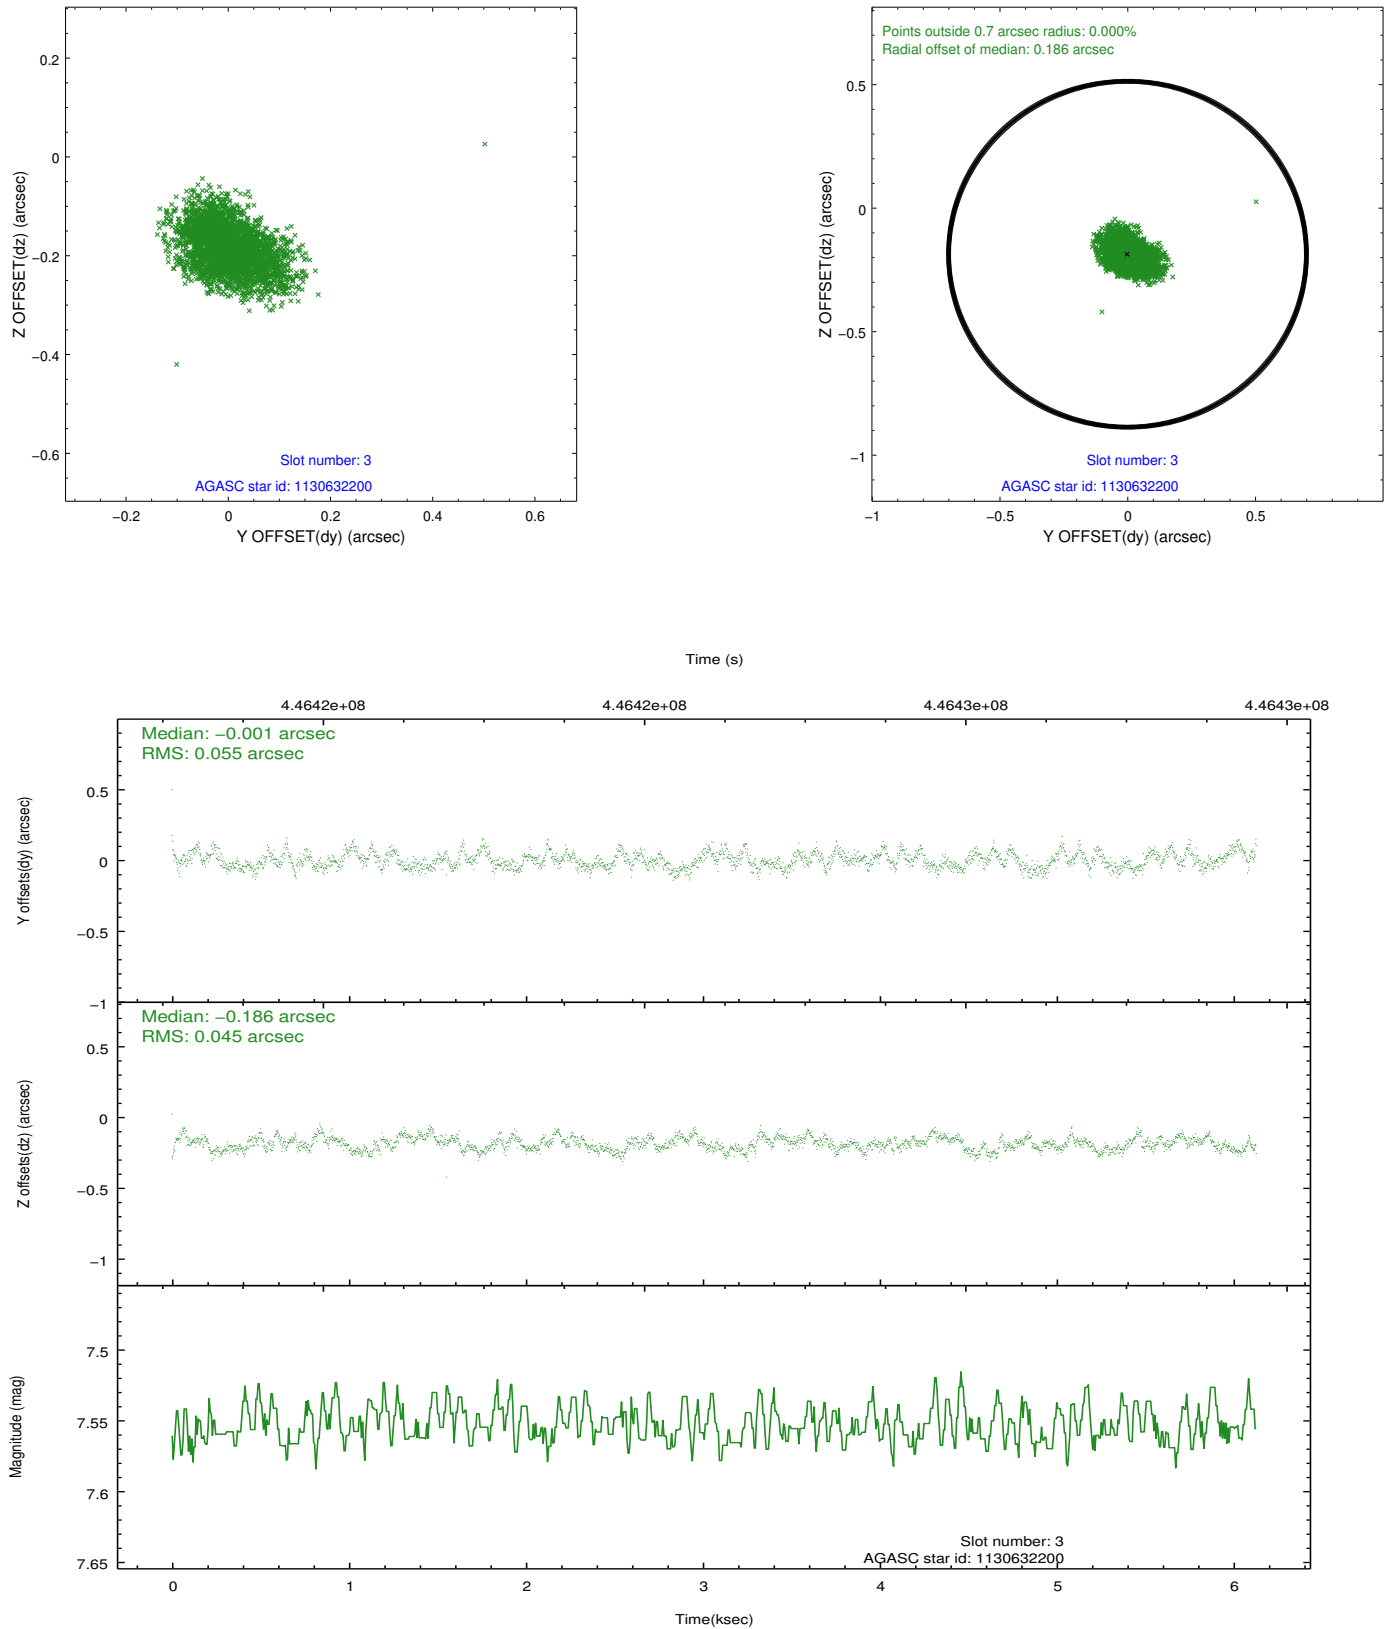 0.2
0
−0.2
−0.4
−0.6
Z OFFSET(dz) (arcsec)
Slot number: 3
AGASC star id: 1130632200
−0.2
0
0.2
0.4
0.6
Y OFFSET(dy) (arcsec)
Points outside 0.7 arcsec radius: 0.000%
Radial offset of median: 0.186 arcsec
0.5
0
−0.5
−1
Z OFFSET(dz) (arcsec)
Slot number: 3
AGASC star id: 1130632200
−1
−0.5
0
0.5
Y OFFSET(dy) (arcsec)
Time (s)
4.4642e+08
4.4642e+08
4.4643e+08
4.4643e+08
Median: −0.001 arcsec
RMS: 0.055 arcsec
0.5
0
−0.5
−1
Y offsets(dy) (arcsec)
Median: −0.186 arcsec
RMS: 0.045 arcsec
0.5
0
−0.5
−1
Z offsets(dz) (arcsec)
7.5
7.55
7.6
7.65
Magnitude (mag)
Slot number: 3
AGASC star id: 1130632200
0
1
2
3
4
5
6
Time(ksec)